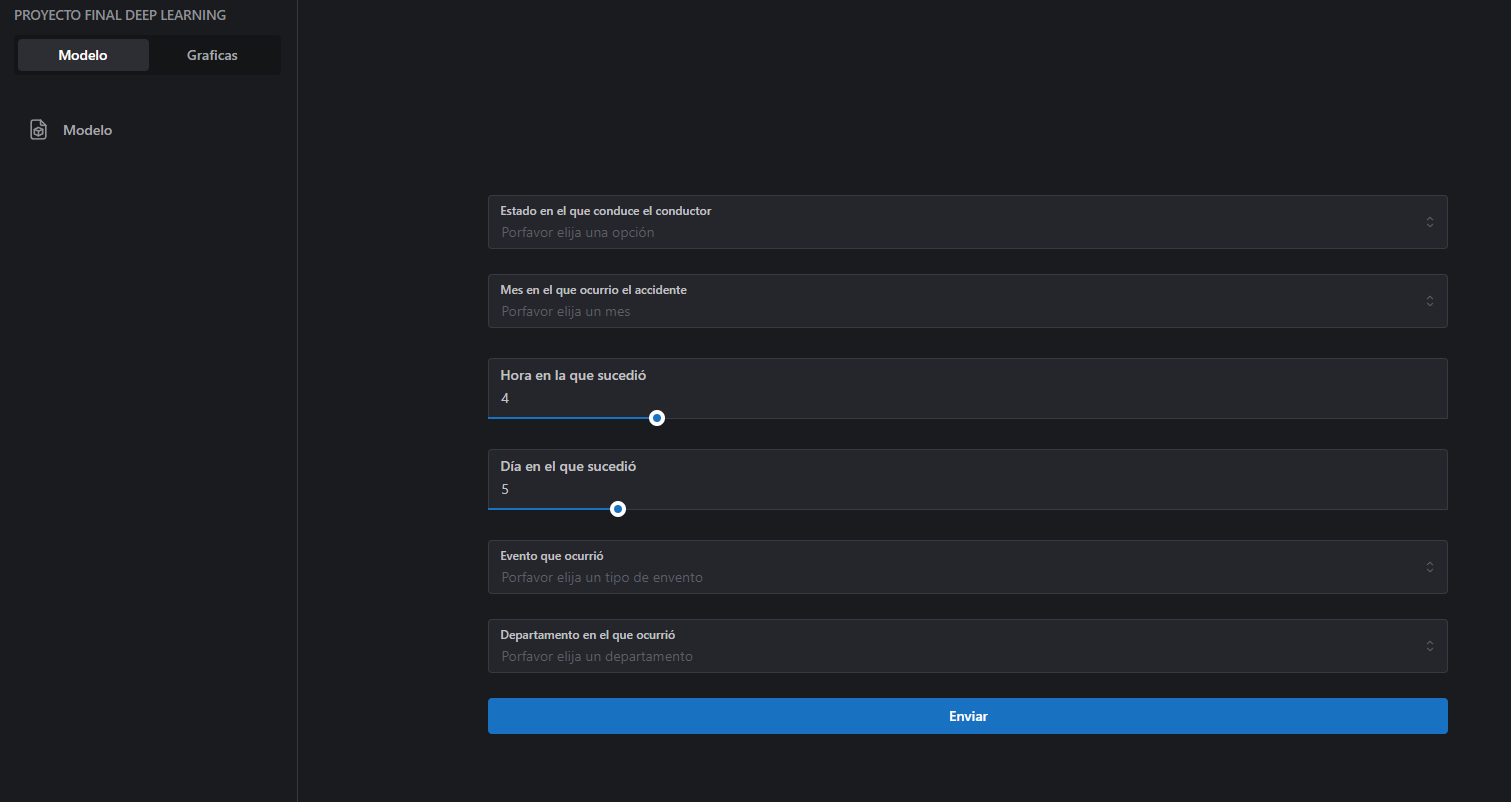 PROYECTO FINAL DEEP LEARNING
Modelo
Graficas
Modelo
Estado en el que conduce el conductor
Porfavor elija una opción
Mes en el que ocurrio el accidente
Porfavor elija un mes
Hora en la que sucedió
4
Día en el que sucedió
5
Evento que ocurrió
Porfavor elija un tipo de envento
Departamento en el que ocurrió
Porfavor elija un departamento
Enviar